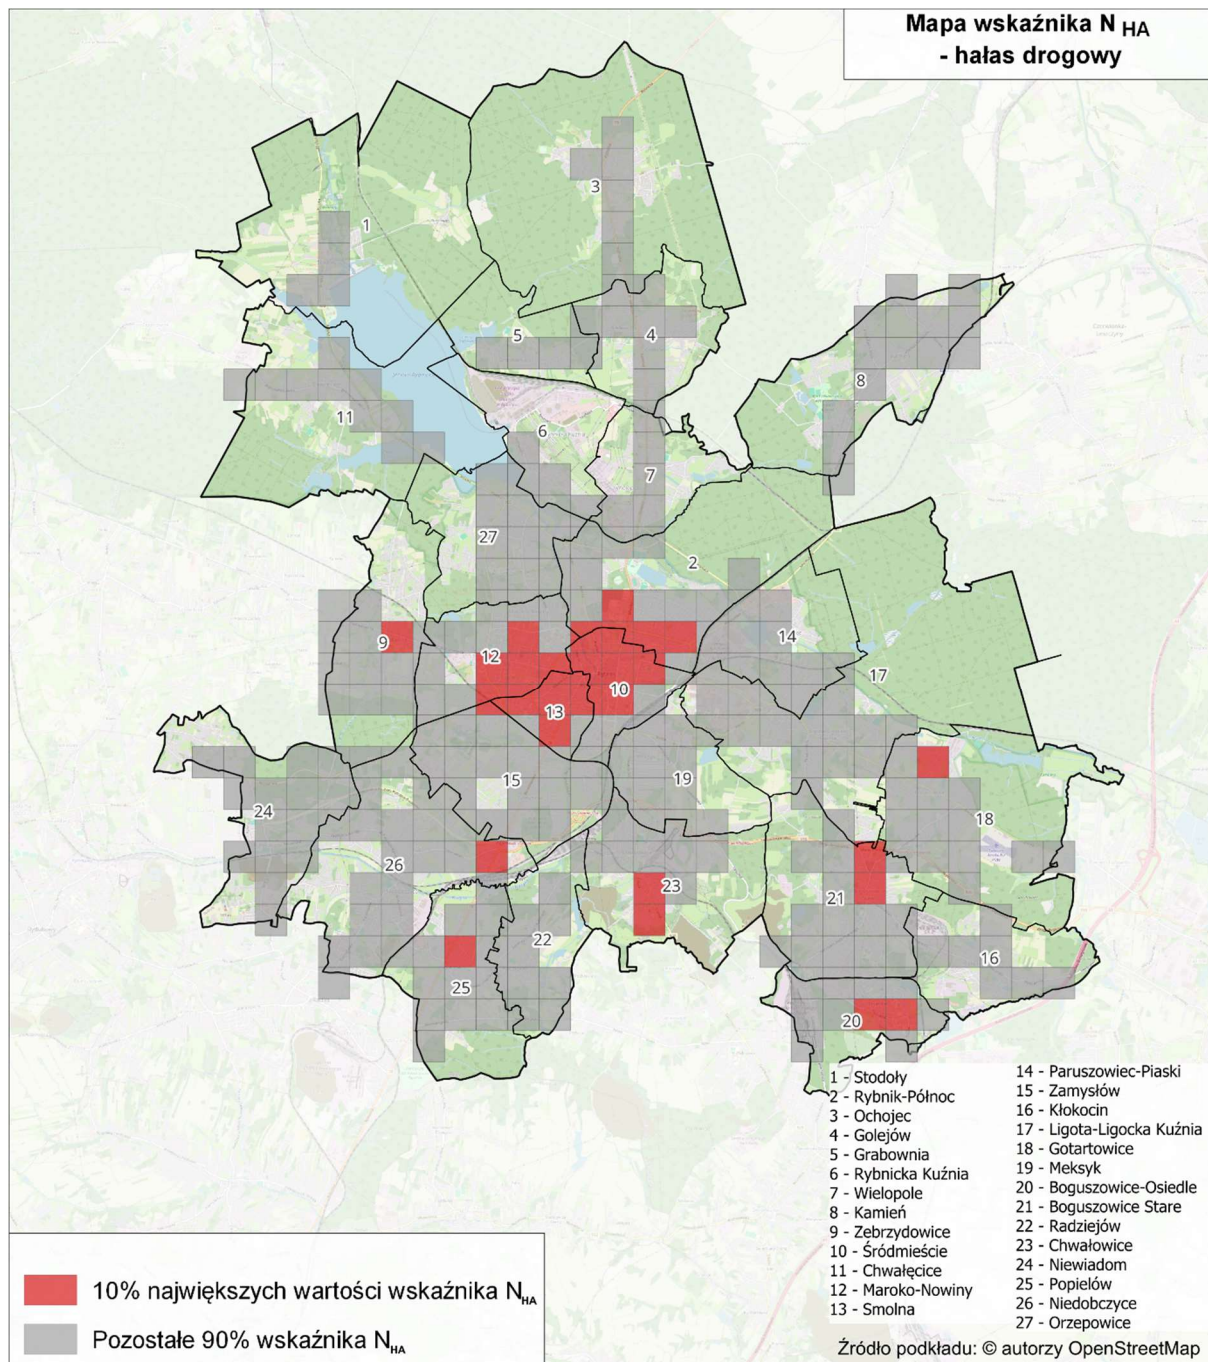 Mapa wskaźnika N HA
- hałas drogowy
3
1
5
4
8
11
6
7
27
2
9
12
14
10
17
13
15
19
24
18
26
23
21
22
16
25
20
1 - Stodoły
2 - Rybnik-Północ
3 - Ochojec
4 - Golejów
5 - Grabownia
6 - Rybnicka Kuźnia
7 - Wielopole
8 - Kamień
9 - Zebrzydowice
10 - Śródmieście
11 - Chwałęcice
12 - Maroko-Nowiny
13 - Smolna
14 - Paruszowiec-Piaski
15 - Zamysłów
16 - Kłokocin
17 - Ligota-Ligocka Kuźnia
18 - Gotartowice
19 - Meksyk
20 - Boguszowice-Osiedle
21 - Boguszowice Stare
22 - Radziejów
23 - Chwałowice
24 - Niewiadom
25 - Popielów
26 - Niedobczyce
27 - Orzepowice
10% największych wartości wskaźnika NHA
Pozostałe 90% wskaźnika NHA
Źródło podkładu: © autorzy OpenStreetMap